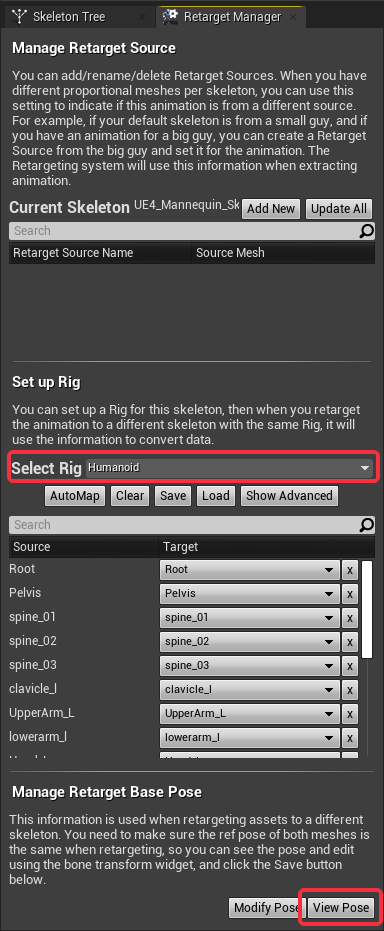 Skeleton Tree
Retarget Manager
Manage Retarget Source
You can add/rename/delete Retarget Sources. When you have
different proportional meshes per skeleton, you can use this
setting to indicate if this animation is from a different source.
For example, if your default skeleton is from a small guy, and if
you have an animation for a big guy, you can create a Retarget
Source from the big guy and set it for the animation. The
Retargeting system will use this information when extracting
animation.
Current Skeleton UE4_Mannequin_Sk Add New Update All
Search
Retarget Source Name Source Mesh
Set up Rig
You can set up a Rig for this skeleton, then when you retarget
the animation to a different skeleton with the same Rig, it will
use the information to convert data.
Select Rig Humanoid
AutoMap Clear Save Load Show Advanced
Search
Source Target
Root Root x
Pelvis Pelvis x
spine_01 spine_01 x
spine_02 spine_02 x
spine_03 spine_03 x
clavicle_l clavicle_l x
UpperArm_L UpperArm_L x
lowerarm_l lowerarm_l x
Manage Retarget Base Pose
This information is used when retargeting assets to a different
skeleton. You need to make sure the ref pose of both meshes is
the same when retargeting, so you can see the pose and edit
using the bone transform widget, and click the Save button
below.
Modify Pose View Pose